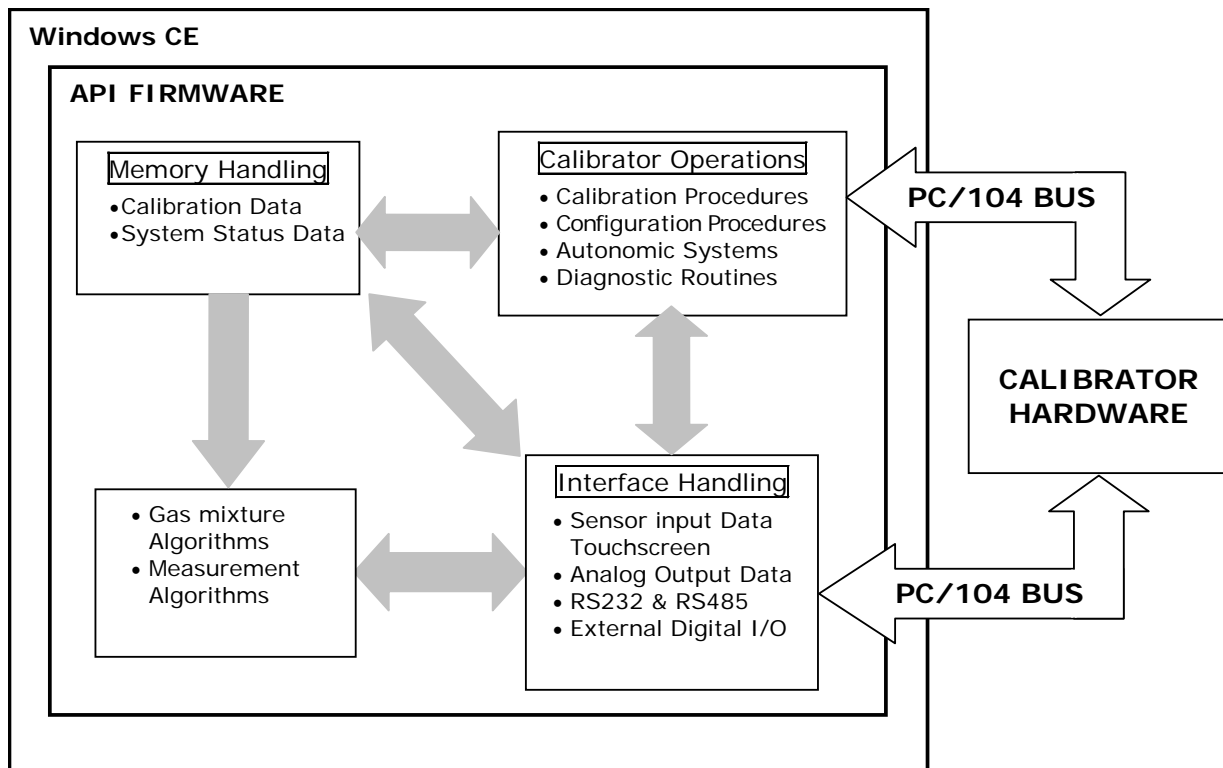 Windows CE
API FIRMWARE
Memory Handling
•Calibration Data
•System Status Data
Calibrator Operations
• Calibration Procedures
• Configuration Procedures
• Autonomic Systems
• Diagnostic Routines
PC/104 BUS
CALIBRATOR
HARDWARE
• Gas mixture
Algorithms
• Measurement
Algorithms
Interface Handling
• Sensor input Data
Touchscreen
• Analog Output Data
• RS232 & RS485
• External Digital I/O
PC/104 BUS